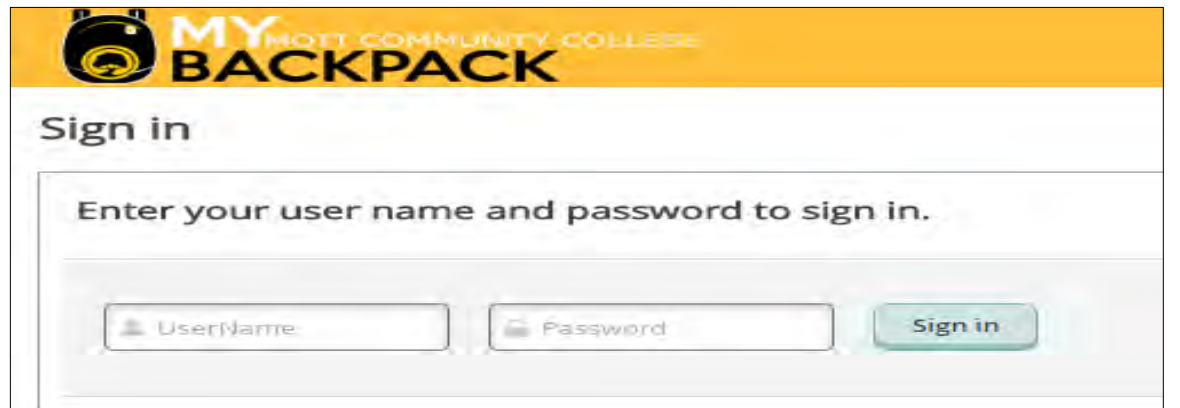 MY MOTT COMMUNITY COLLEGE
BACKPACK
Sign in
Enter your user name and password to sign in.
UserName Password Sign in